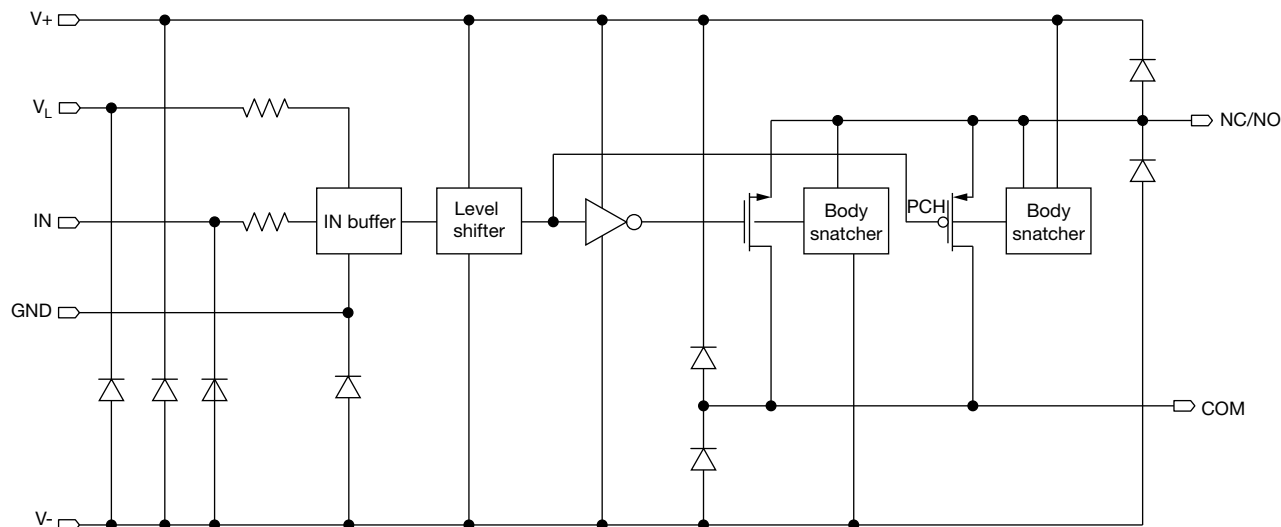 V+
VL
IN
GND
V-
IN buffer
Level
shifter
Body
snatcher
PCH
Body
snatcher
NC/NO
COM